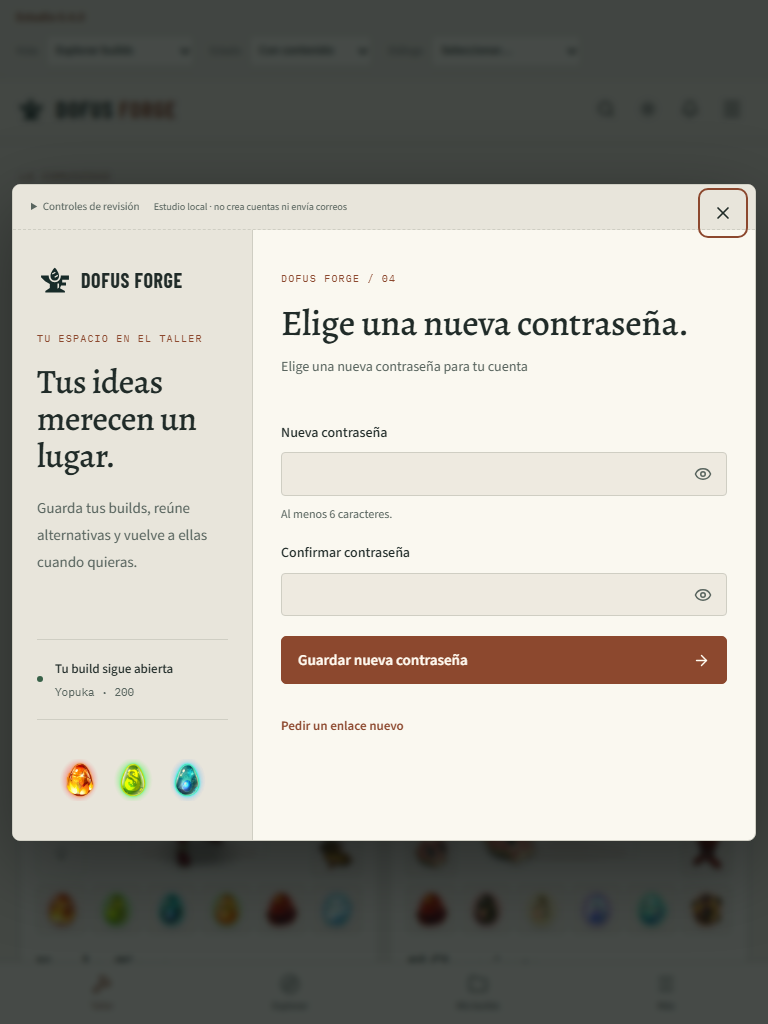 DOFUS FORGE
Controles de revisión
Estudio local · no crea cuentas ni envía correos
DOFUS FORGE
TU ESPACIO EN EL TALLER
Tus ideas
merecen un
lugar.
Guarda tus builds, reúne
alternativas y vuelve a ellas
cuando quieras.
Tu build sigue abierta
Yopuka · 200
DOFUS FORGE / 04
Elige una nueva contraseña.
Elige una nueva contraseña para tu cuenta
Nueva contraseña
Al menos 6 caracteres.
Confirmar contraseña
Guardar nueva contraseña
Pedir un enlace nuevo